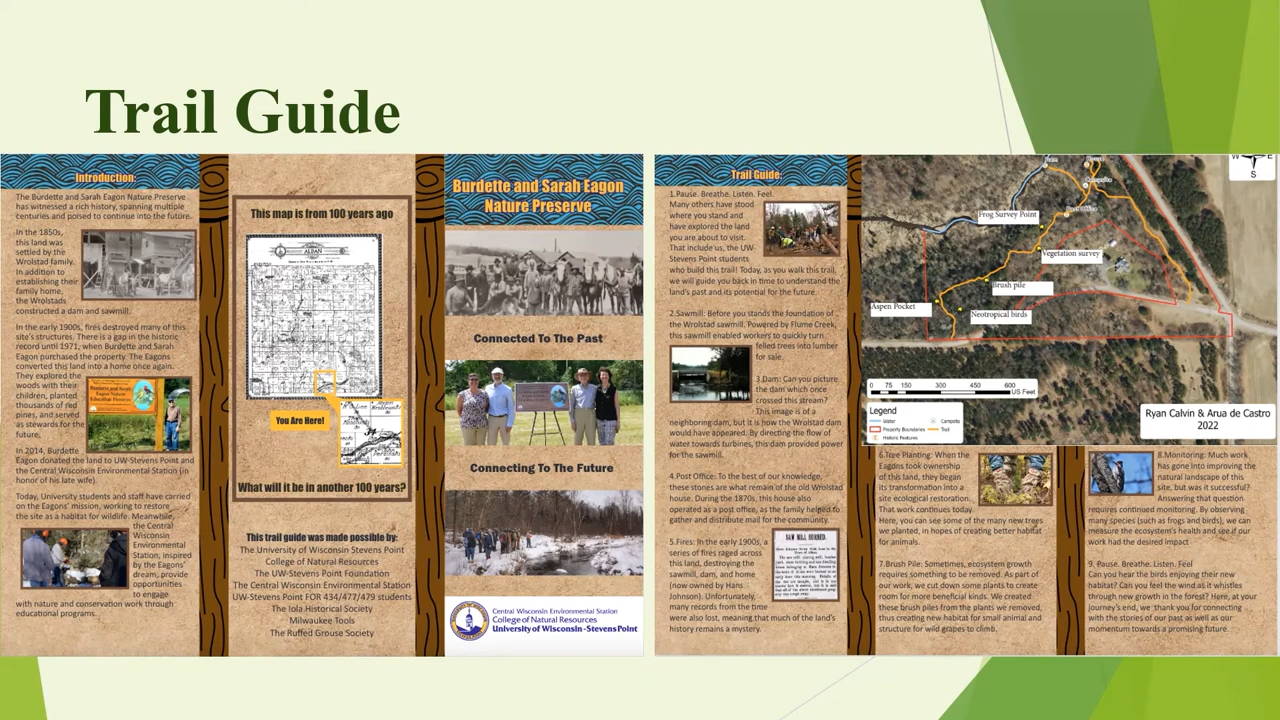 Trail Guide
Introduction:
The Burdette and Sarah Eagon Nature Preserve
has witnessed a rich history, spanning multiple
centuries and poised to continue into the future.
In the 1850s,
this land was
settled by the
Wrolstad family.
In addition to
establishing their
family home,
the Wrolstads
constructed a dam and sawmill.
In the early 1900s, fires destroyed many of this
site's structures. There is a gap in the historic
record until 1971, when Burdette and Sarah
Eagon purchased the property. The Eagons
converted this land into a home once again.
They explored the
woods with their
children, planted
thousands of red
pines, and served
as stewards for the
future.
In 2014, Burdette
Eagon donated the land to UW-Stevens Point and
the Central Wisconsin Environmental Station (in
honor of his late wife).
Today, University students and staff have carried
on the Eagons' mission, working to restore
the site as a habitat for wildlife. Meanwhile,
the Central
Wisconsin
Environmental
Station, inspired
by the Eagons'
dream, provide
opportunities
to engage
with nature and conservation work through
educational programs.
This map is from 100 years ago
ALBAN
You Are Here!
What will it be in another 100 years?
This trail guide was made possible by:
The University of Wisconsin Stevens Point
College of Natural Resources
The UW-Stevens Point Foundation
The Central Wisconsin Environmental Station
UW-Stevens Point FOR 434/477/479 students
The Iola Historical Society
Milwaukee Tools
The Ruffed Grouse Society
Burdette and Sarah Eagon
Nature Preserve
Connected To The Past
Connecting To The Future
Central Wisconsin Environmental Station
College of Natural Resources
University of Wisconsin-Stevens Point
Trail Guide:
1.Pause. Breathe. Listen. Feel.
Many others have stood
where you stand and
have explored the land
you are about to visit.
That include us, the UW-
Stevens Point students
who build this trail! Today, as you walk this trail,
we will guide you back in time to understand the
land's past and its potential for the future.
2.Sawmill: Before you stands the foundation of
the Wrolstad sawmill, Powered by Flume Creek,
this sawmill enabled workers to quickly turn
felled trees into lumber
for sale.
3.Dam: Can you picture
the dam which once
crossed this stream?
This image is of a
neighboring dam, but it is how the Wrolstad dam
would have appeared. By directing the flow of
water towards turbines, this dam provided power
for the sawmill.
4.Post Office: To the best of our knowledge,
these stones are what remain of the old Wrolstad
house. During the 1870s, this house also
operated as a post office, as the family helped to
gather and distribute mail for the community.
5.Fires: In the early 1900s, a
series of fires raged across
this land, destroying the
sawmill, dam, and home
(now owned by Hans
Johnson). Unfortunately,
many records from the time
were also lost, meaning that much of the land's
history remains a mystery.
SAW MILL BURNED.
W E
S
Frog Survey Point
Vegetation survey
Brush pile
Aspen Pocket
Neotropical birds
0 75 150 300 450 600
US Feet
Legend
Water
Property Boundaries
Historic Features
Campsite
Trail
Ryan Calvin & Arua de Castro
2022
6.Tree Planting: When the
Eagons took ownership
of this land, they began
its transformation into a
site ecological restoration.
That work continues today.
Here, you can see some of the many new trees
we planted, in hopes of creating better habitat
for animals.
7.Brush Pile: Sometimes, ecosystem growth
requires something to be removed. As part of
our work, we cut down some plants to create
room for more beneficial kinds. We created
these brush piles from the plants we removed,
thus creating new habitat for small animal and
structure for wild grapes to climb.
8.Monitoring: Much work
has gone into improving the
natural landscape of this
site, but was it successful?
Answering that question
requires continued monitoring. By observing
many species (such as frogs and birds), we can
measure the ecosystem's health and see if our
work had the desired impact
9. Pause. Breathe. Listen. Feel
Can you hear the birds enjoying their new
habitat? Can you feel the wind as it whistles
through new growth in the forest? Here, at your
journey's end, we thank you for connecting
with the stories of our past as well as our
momentum towards a promising future.